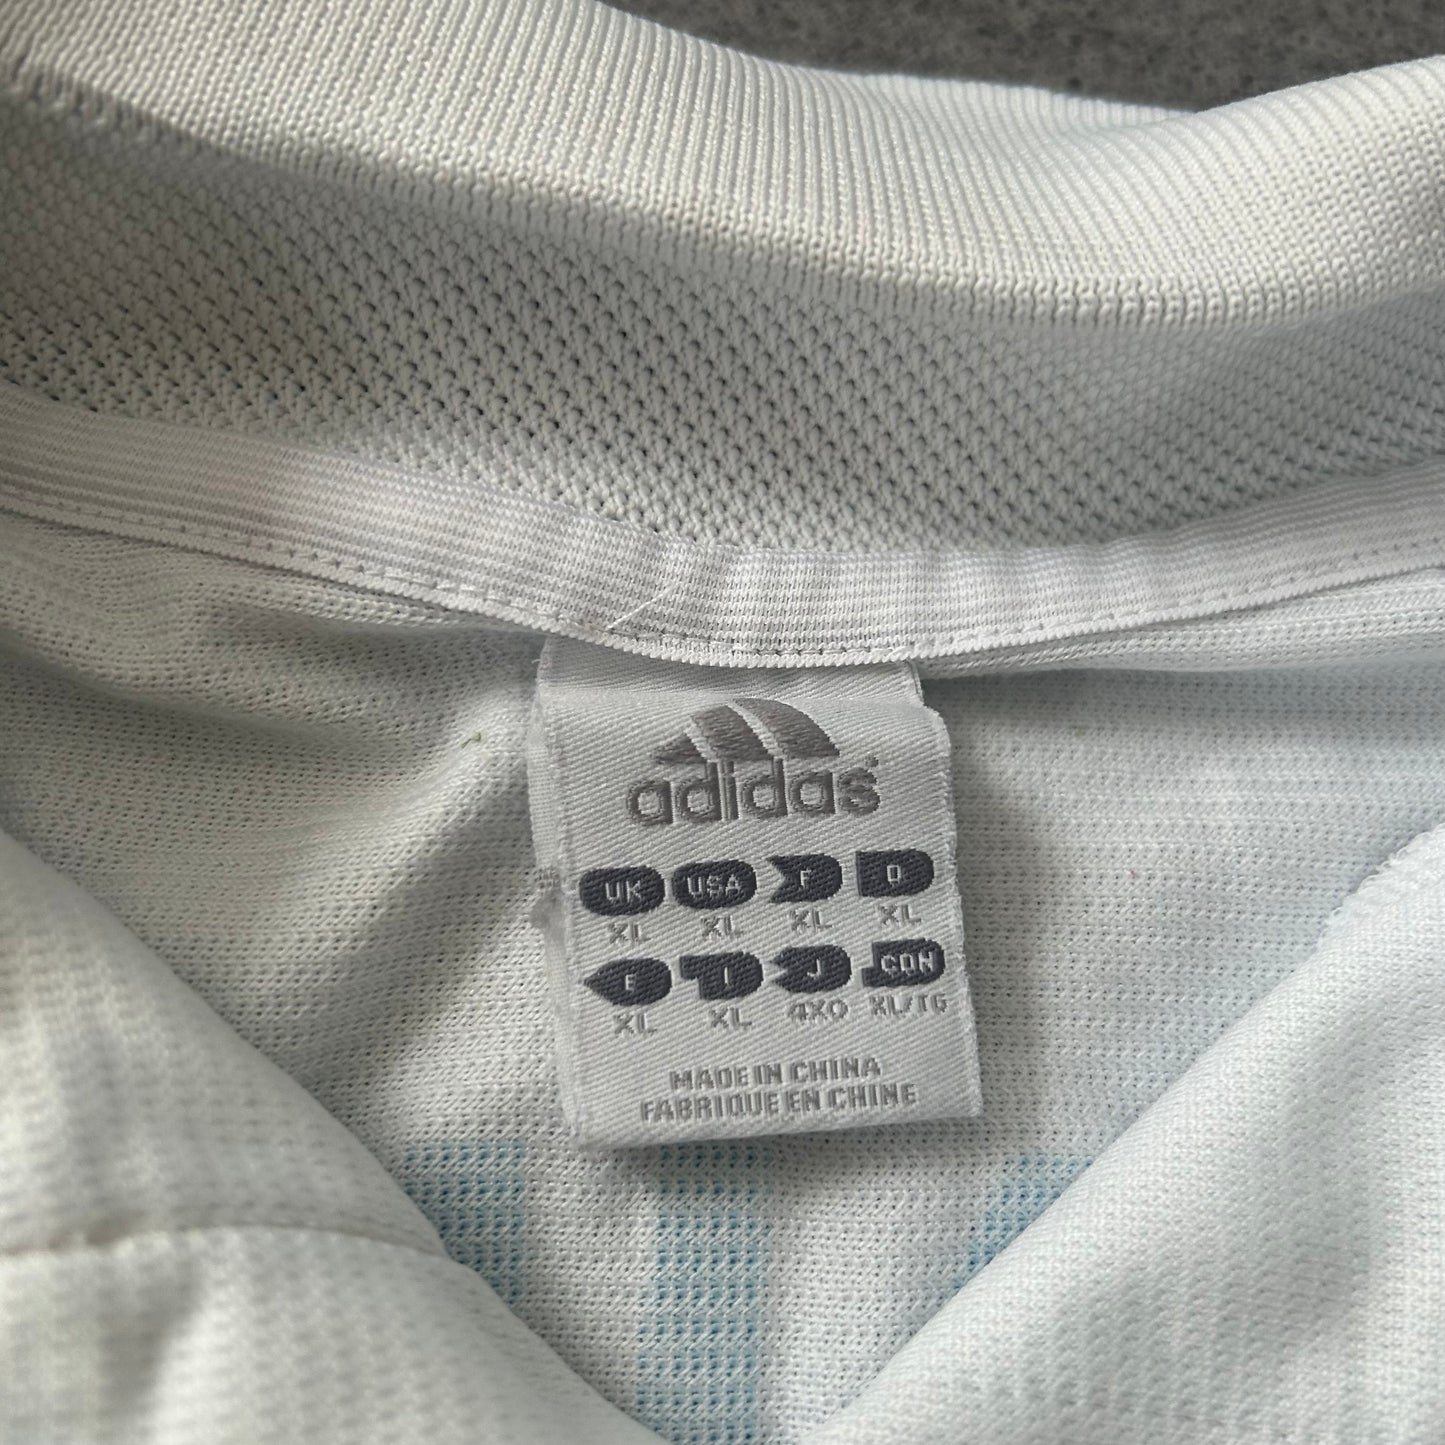 adidas
UK USA F D
XL XL XL XL
E I J CDN
XL XL 4XO XL/TG
MADE IN CHINA
FABRIQUE EN CHINE